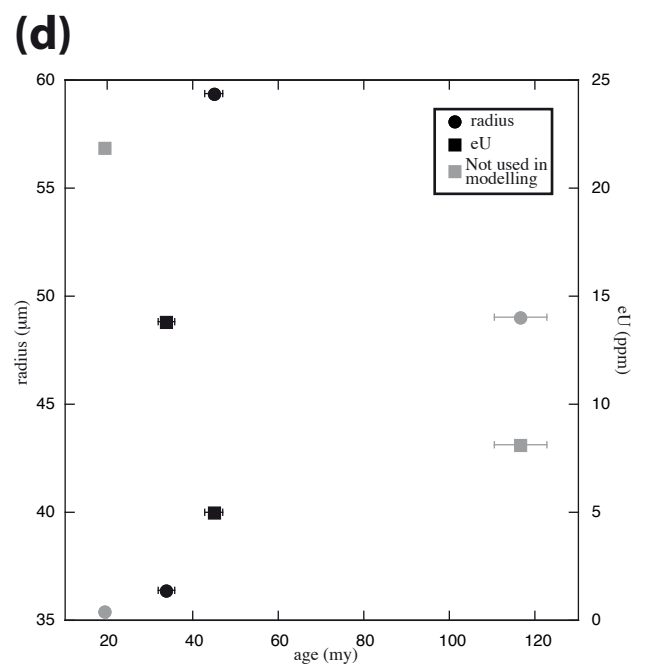 (d)
60
55
50
45
40
35
radius (μm)
25
20
15
10
5
0
eU (ppm)
radius
eU
Not used in
modelling
20
40
60
80
100
120
age (my)